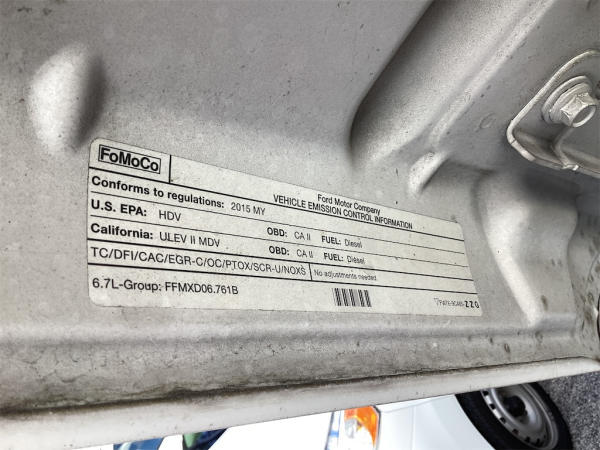 FoMoCo
Ford Motor Company
VEHICLE EMISSION CONTROL INFORMATION
Conforms to regulations: 2015 MY
U.S. EPA: HDV OBD: CA II FUEL: Diesel
California: ULEV II MDV OBD: CA II FUEL: Diesel
TC/DFI/CAC/EGR-C/OC/PTOX/SCR-U/NOXS No adjustments needed.
6.7L-Group: FFMXD06.761B
ZZG